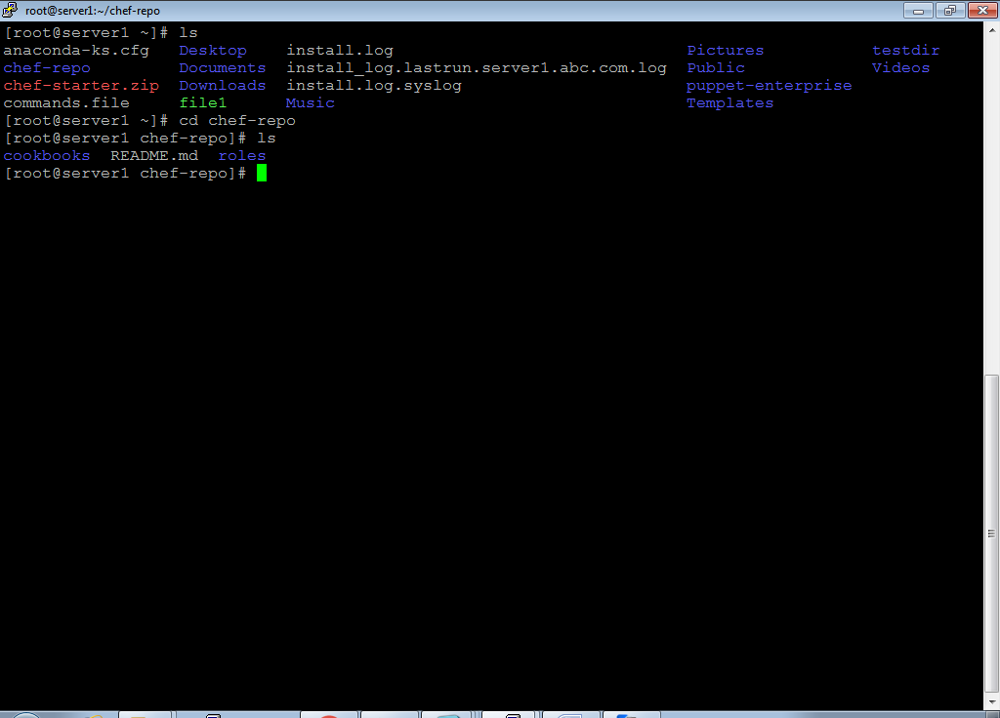 root@server1:~/chef-repo
[root@server1 ~]# ls
anaconda-ks.cfg  Desktop    install.log                          Pictures           testdir
chef-repo        Documents  install_log.lastrun.server1.abc.com.log  Public             Videos
chef-starter.zip  Downloads  install.log.syslog                   puppet-enterprise
commands.file    file1      Music                                Templates
[root@server1 ~]# cd chef-repo
[root@server1 chef-repo]# ls
cookbooks  README.md  roles
[root@server1 chef-repo]#